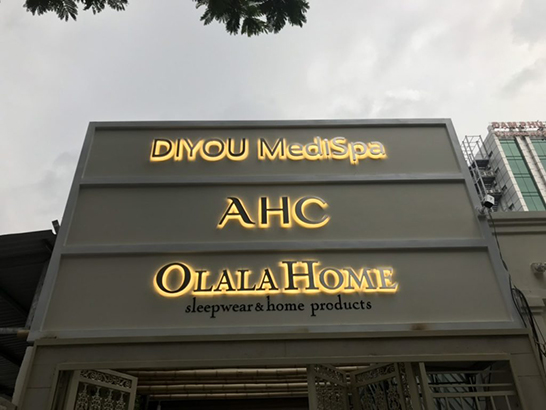 DIYOU MediSpa
AHC
OLALA HOME
sleepwear & home products